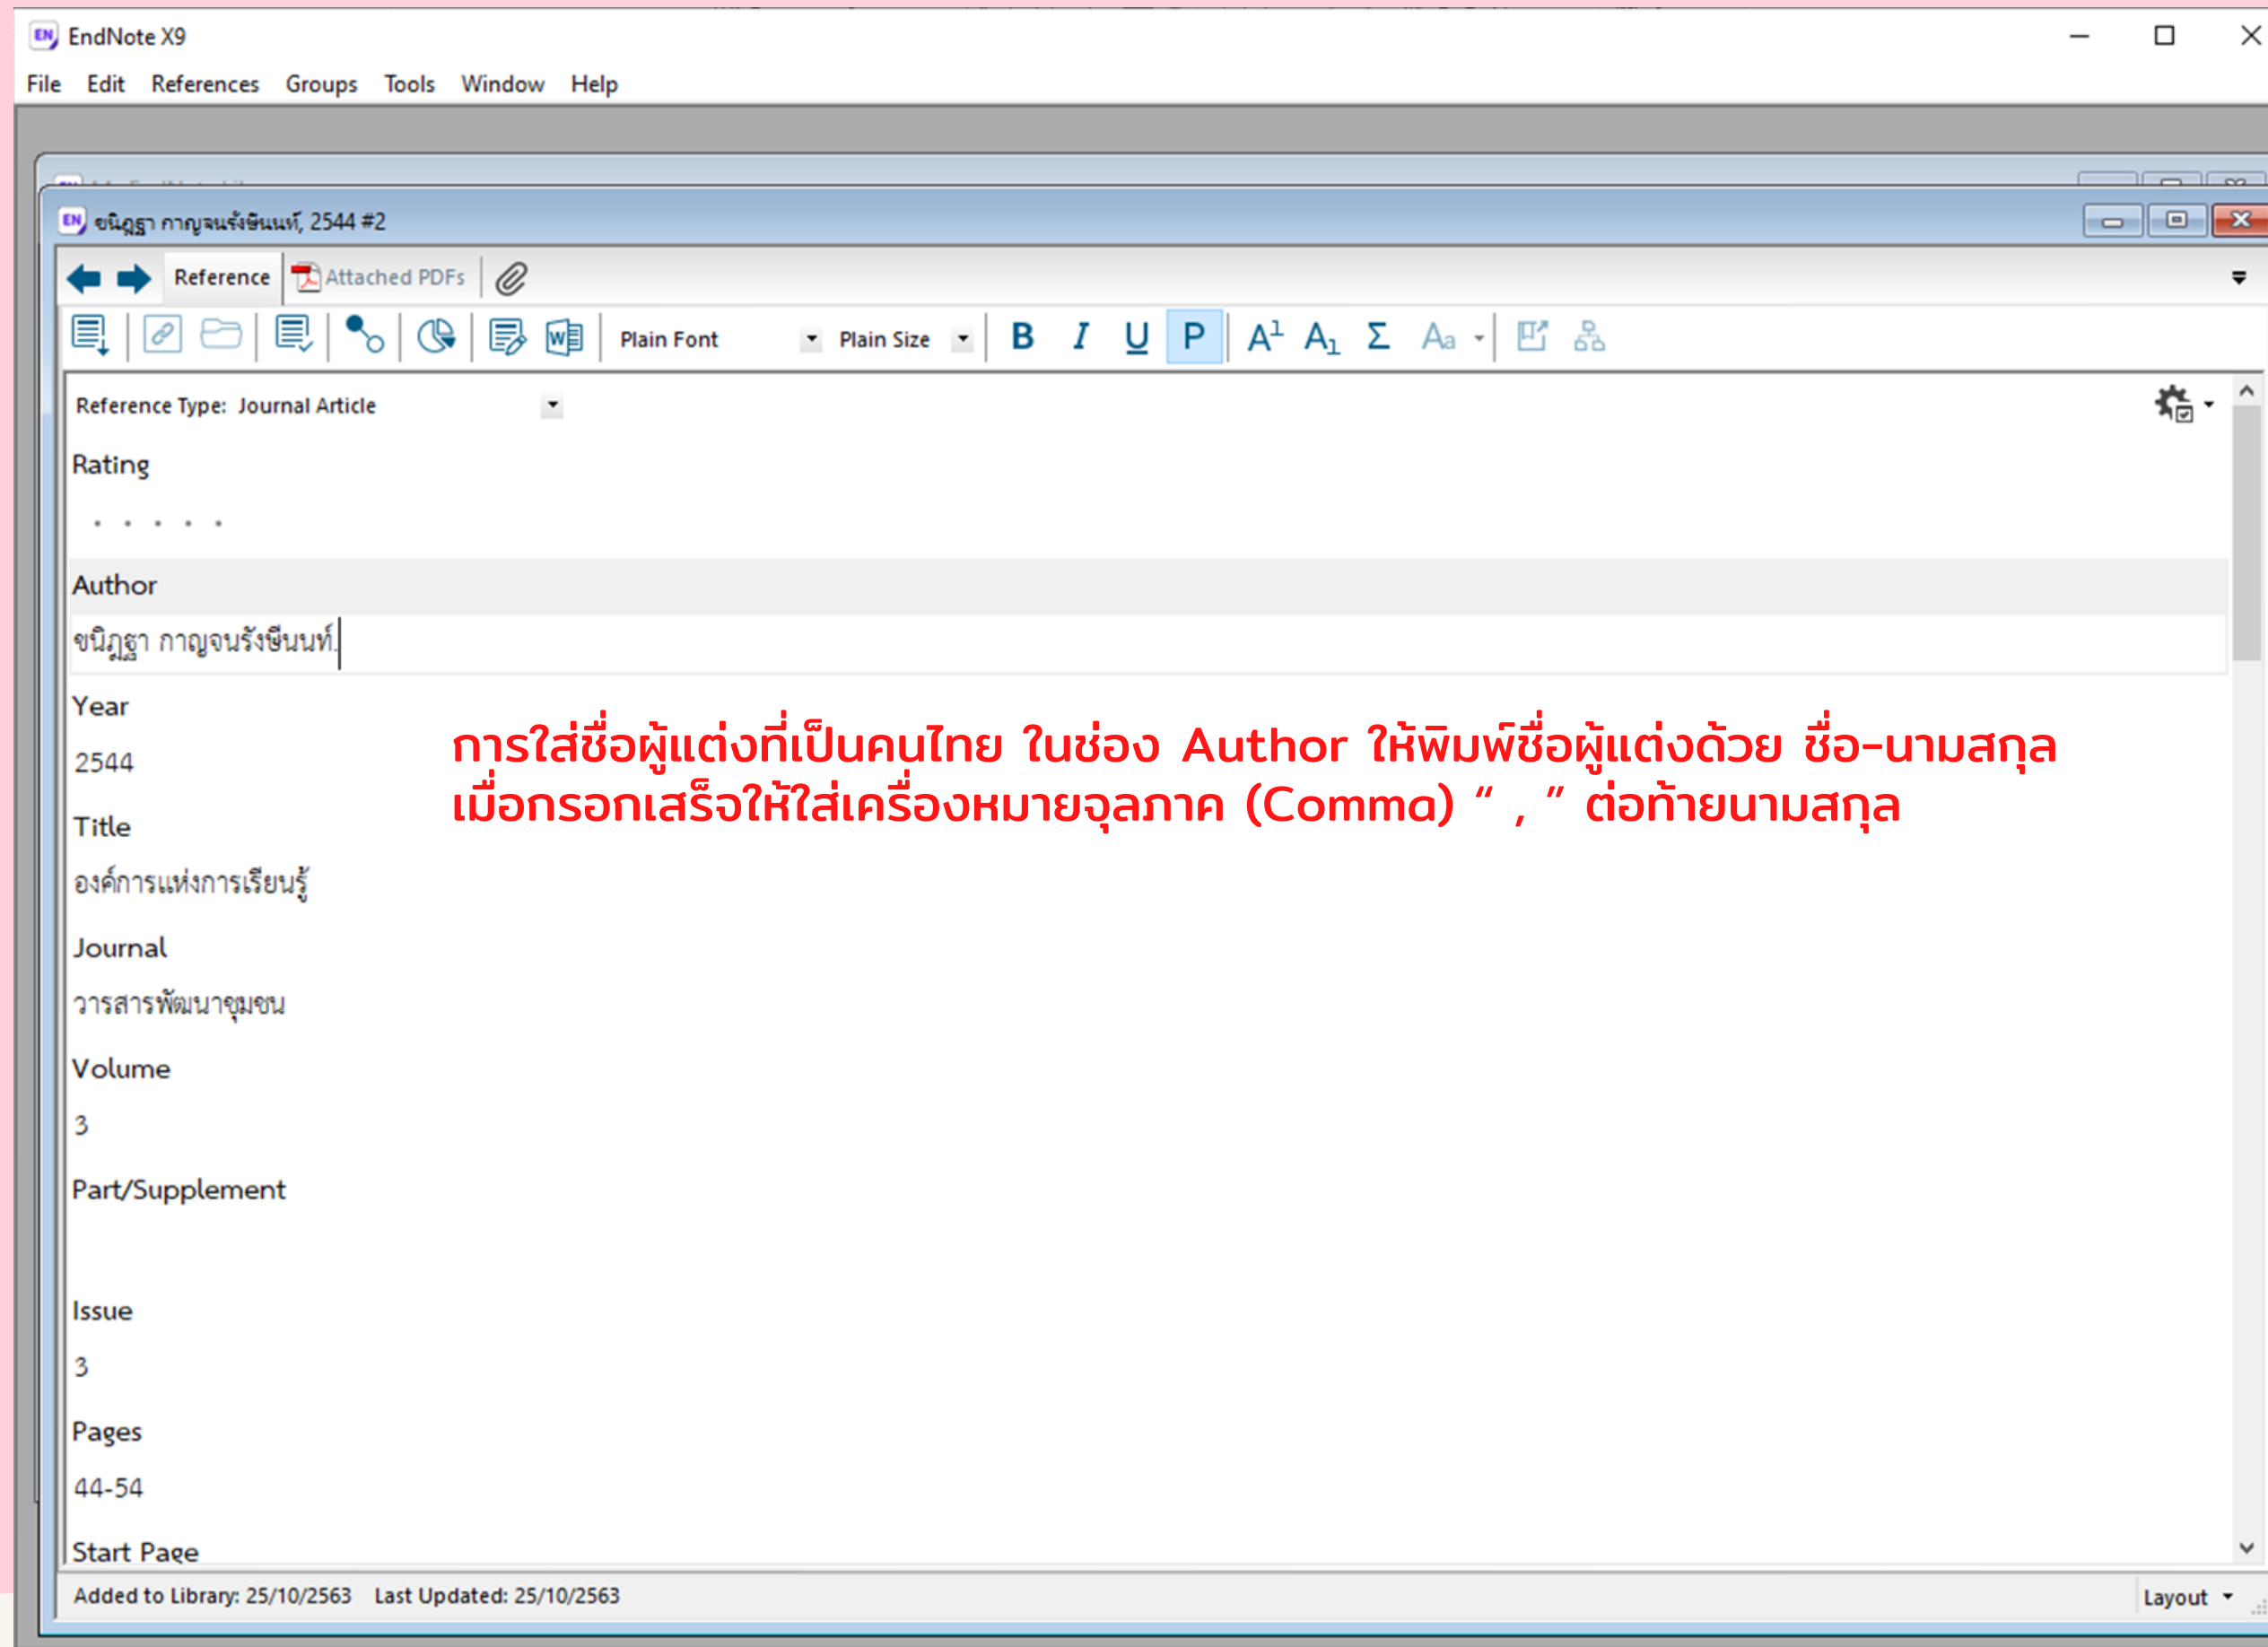 EndNote X9
File Edit References Groups Tools Window Help
ขนิฎฐา กาญจนรังษีนนท์, 2544 #2
Reference Attached PDFs
Plain Font Plain Size B I U P A1 A1 Σ Aa
Reference Type: Journal Article
Rating
Author
ขนิฎฐา กาญจนรังษีนนท์.
Year
2544
การใส่ชื่อผู้แต่งที่เป็นคนไทย ในช่อง Author ให้พิมพ์ชื่อผู้แต่งด้วย ชื่อ-นามสกุล
เมื่อกรอกเสร็จให้ใส่เครื่องหมายจุลภาค (Comma) “ , ” ต่อท้ายนามสกุล
Title
องค์การแห่งการเรียนรู้
Journal
วารสารพัฒนาชุมชน
Volume
3
Part/Supplement
Issue
3
Pages
44-54
Start Page
Added to Library: 25/10/2563 Last Updated: 25/10/2563
Layout